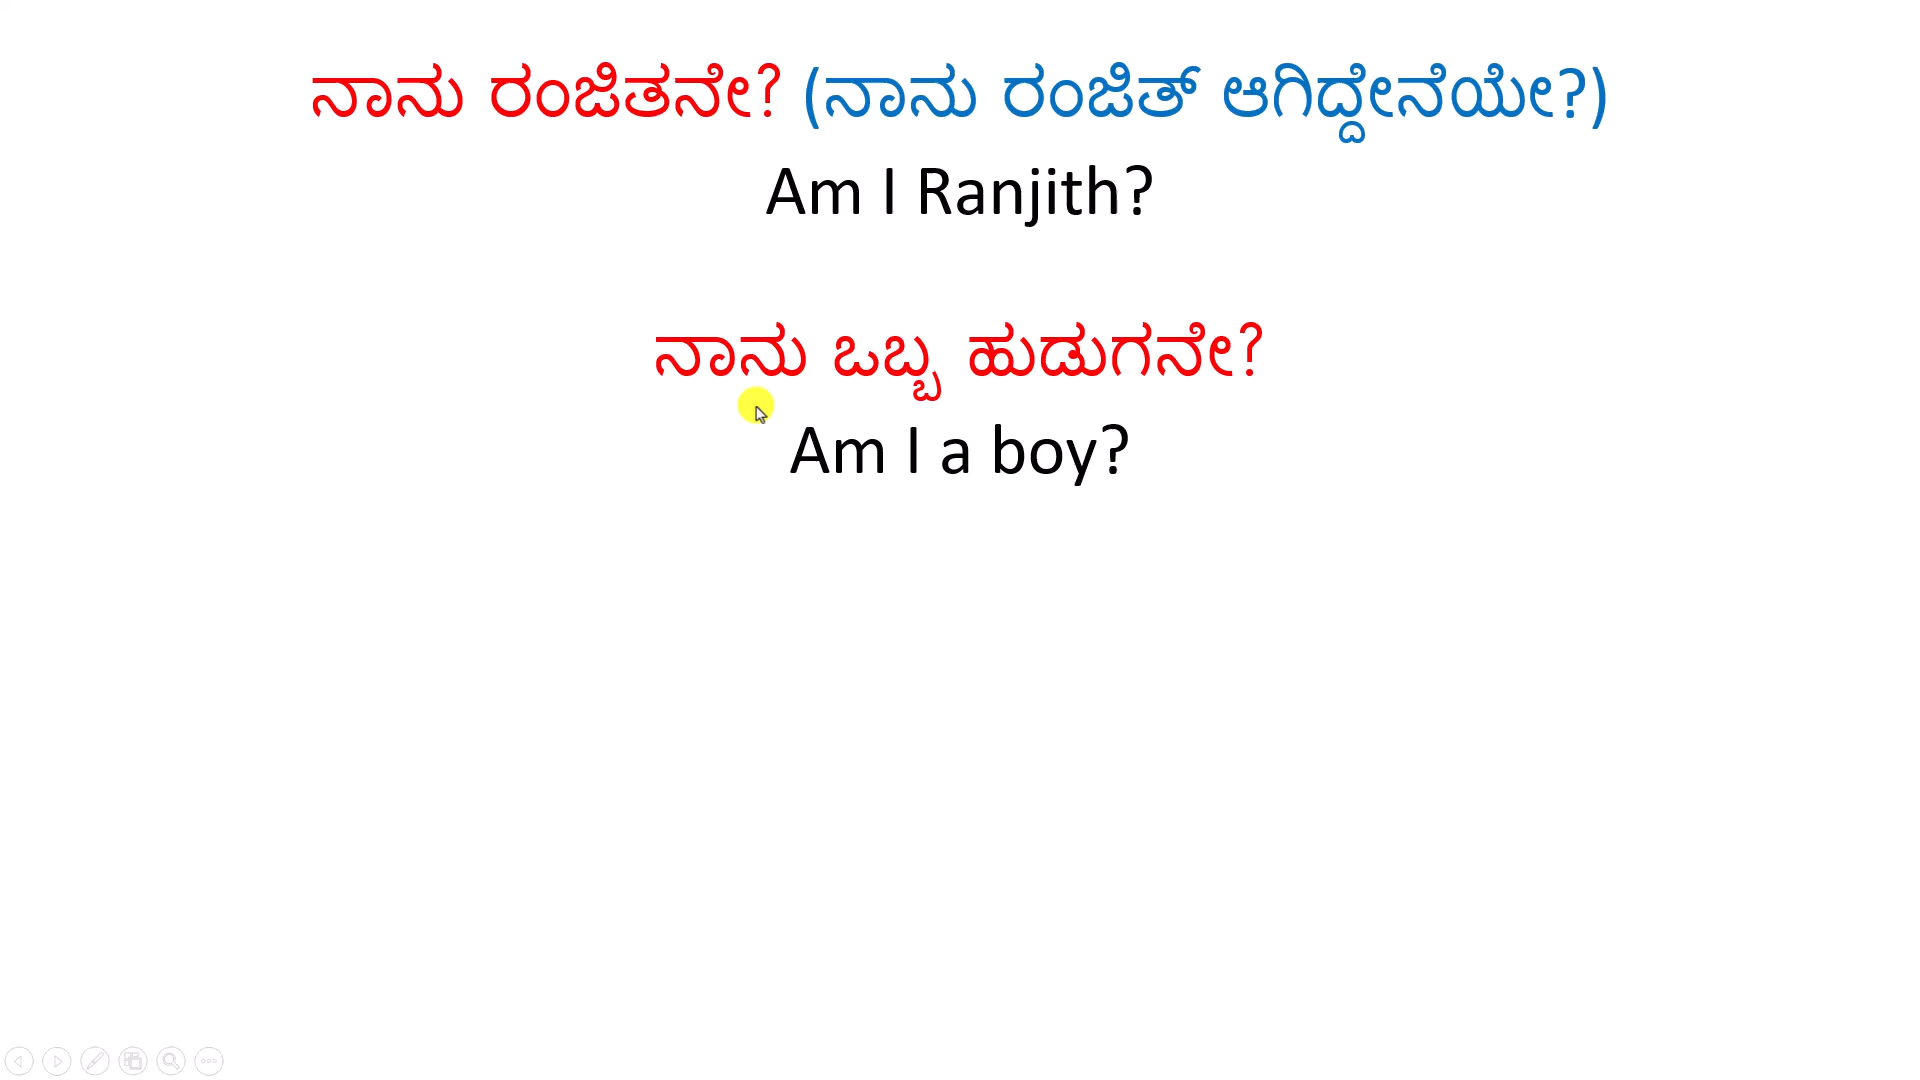 ನಾನು ರಂಜಿತನೇ? (ನಾನು ರಂಜಿತ್ ಆಗಿದ್ದೇನೆಯೇ?)
Am I Ranjith?
ನಾನು ಒಬ್ಬ ಹುಡುಗನೇ?
Am I a boy?